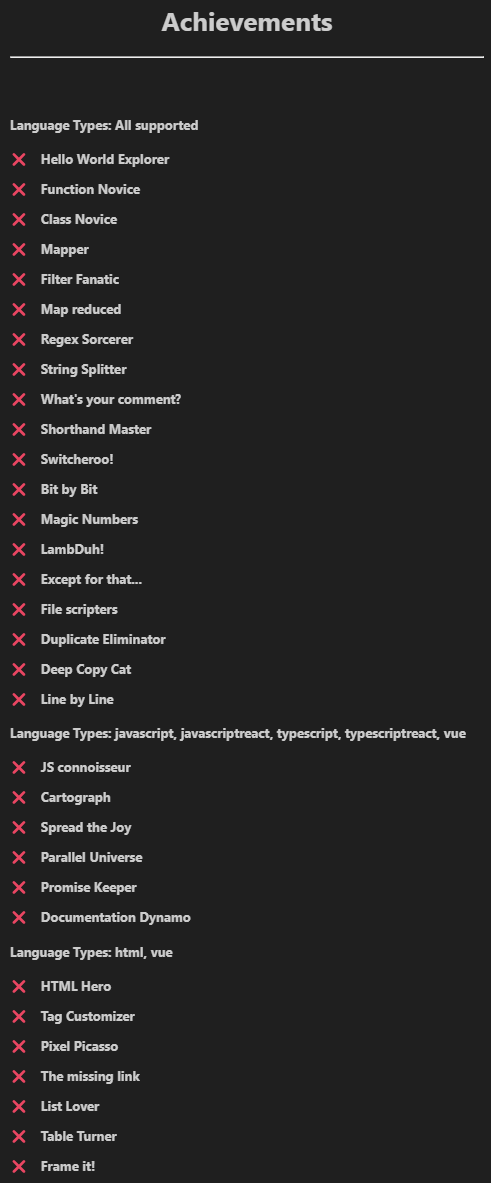 Achievements
Language Types: All supported
Hello World Explorer
Function Novice
Class Novice
Mapper
Filter Fanatic
Map reduced
Regex Sorcerer
String Splitter
What's your comment?
Shorthand Master
Switcheroo!
Bit by Bit
Magic Numbers
LambDuh!
Except for that...
File scripters
Duplicate Eliminator
Deep Copy Cat
Line by Line
Language Types: javascript, javascriptreact, typescript, typescriptreact, vue
JS connoisseur
Cartograph
Spread the Joy
Parallel Universe
Promise Keeper
Documentation Dynamo
Language Types: html, vue
HTML Hero
Tag Customizer
Pixel Picasso
The missing link
List Lover
Table Turner
Frame it!